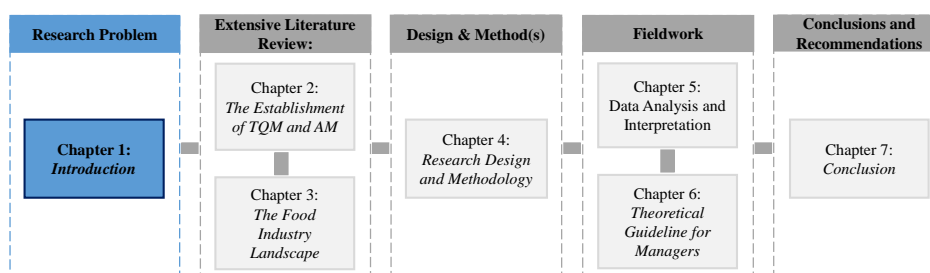 Research Problem
Extensive Literature
Review:
Design & Method(s)
Fieldwork
Conclusions and
Recommendations
Chapter 1:
Introduction
Chapter 2:
The Establishment
of TQM and AM
Chapter 3:
The Food
Industry
Landscape
Chapter 4:
Research Design
and Methodology
Chapter 5:
Data Analysis and
Interpretation
Chapter 6:
Theoretical
Guideline for
Managers
Chapter 7:
Conclusion